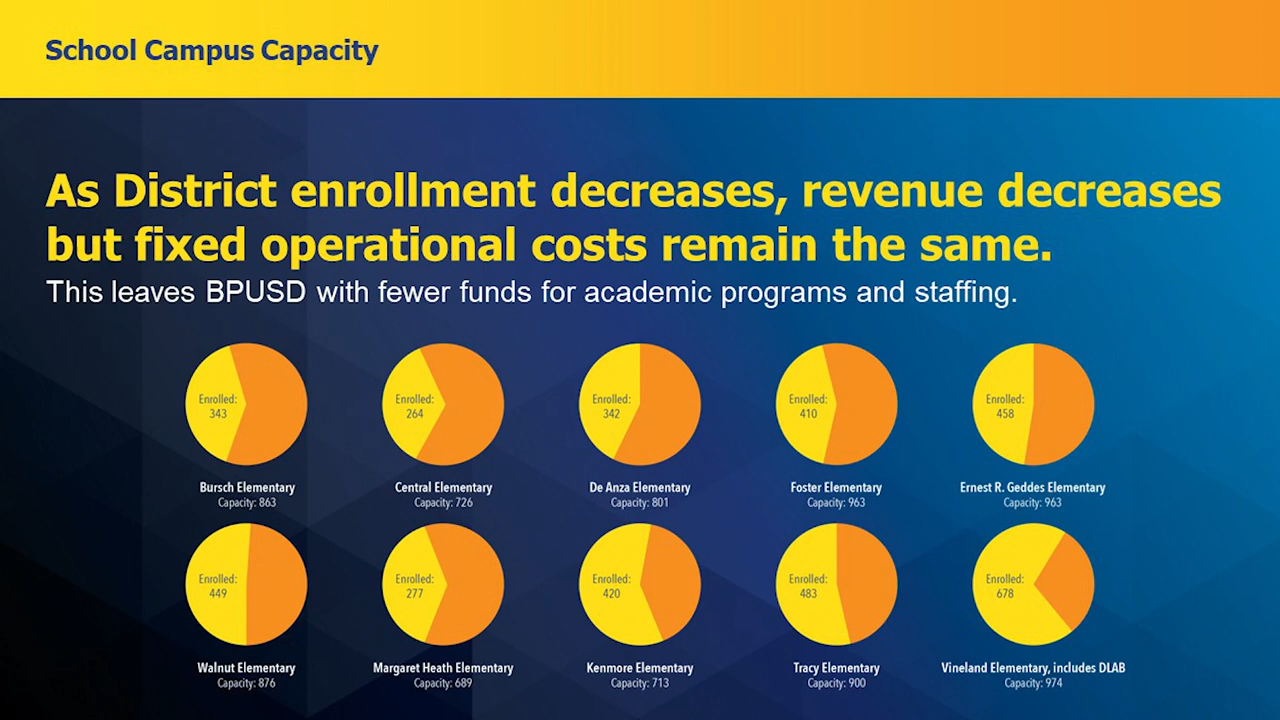 School Campus Capacity
As District enrollment decreases, revenue decreases
but fixed operational costs remain the same.
This leaves BPUSD with fewer funds for academic programs and staffing.
Enrolled:
343
Bursch Elementary
Capacity: 863
Enrolled:
264
Central Elementary
Capacity: 726
Enrolled:
342
De Anza Elementary
Capacity: 801
Enrolled:
410
Foster Elementary
Capacity: 963
Enrolled:
458
Ernest R. Geddes Elementary
Capacity: 963
Enrolled:
449
Walnut Elementary
Capacity: 876
Enrolled:
277
Margaret Heath Elementary
Capacity: 689
Enrolled:
420
Kenmore Elementary
Capacity: 713
Enrolled:
483
Tracy Elementary
Capacity: 900
Enrolled:
678
Vineland Elementary, includes DLAB
Capacity: 974